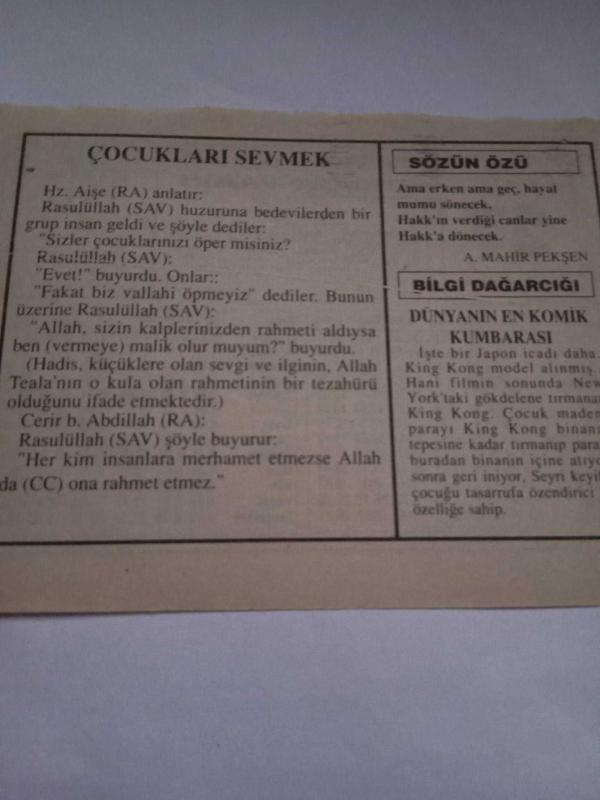 ÇOCUKLARI SEVMEK
Hz. Aişe (RA) anlatır:
Rasulüllah (SAV) huzuruna bedevilerden bir
grup insan geldi ve şöyle dediler:
"Sizler çocuklarınızı öper misiniz?
Rasulüllah (SAV):
"Evet!" buyurdu. Onlar::
"Fakat biz vallahi öpmeyiz" dediler. Bunun
üzerine Rasulüllah (SAV):
"Allah, sizin kalplerinizden rahmeti aldıysa
ben (vermeye) malik olur muyum?" buyurdu.
(Hadis, küçüklere olan sevgi ve ilginin, Allah
Teala'nın o kula olan rahmetinin bir tezahürü
olduğunu ifade etmektedir.)
Cerir b. Abdillah (RA):
Rasulüllah (SAV) şöyle buyurur:
"Her kim insanlara merhamet etmezse Allah
da (CC) ona rahmet etmez."
SÖZÜN ÖZÜ
Ama erken ama geç, hayat
mumu sönecek,
Hakk'ın verdiği canlar yine
Hakk'a dönecek.
A. MAHİR PEKŞEN
BİLGİ DAĞARCIĞI
DÜNYANIN EN KOMİK
KUMBARASI
İşte bir Japon icadı daha.
King Kong model alınmış.
Hani filmin sonunda New
York'taki gökdelene tırmanan
King Kong. Çocuk maden
parayı King Kong binanı
tepesine kadar tırmanıp para
buradan binanın içine alıyo
sonra geri iniyor, Seyri keyif
çocuğu tasarrufa özendirici
özelliğe sahip.